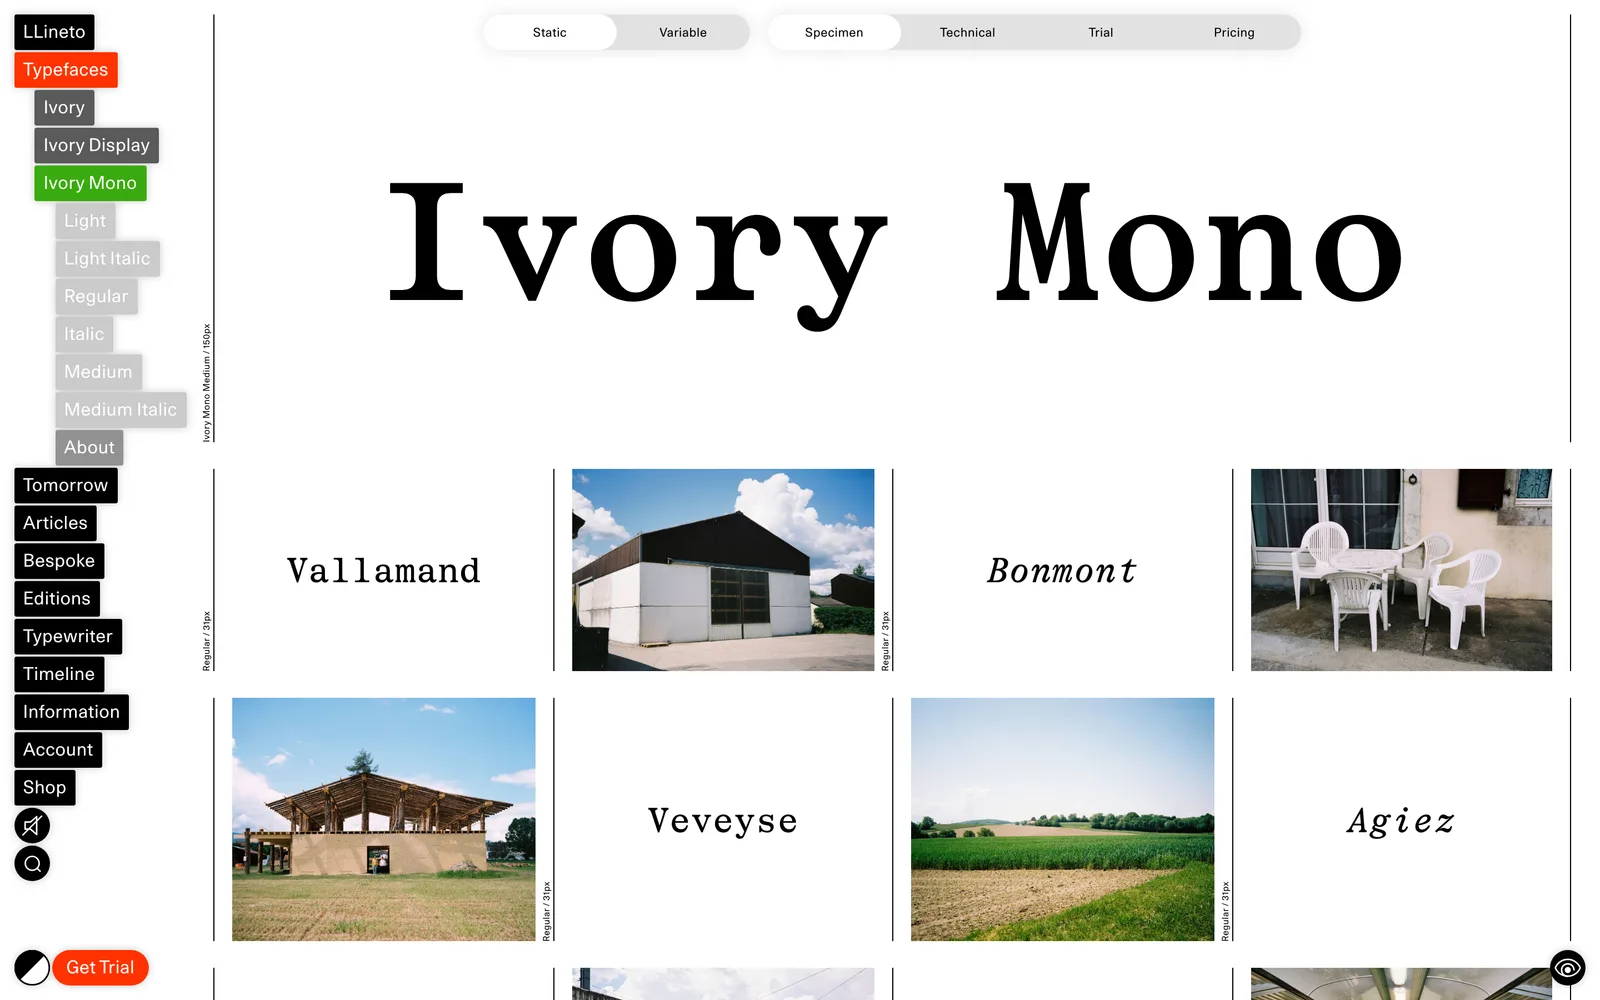 LLineto
Typefaces
Ivory
Ivory Display
Ivory Mono
Light
Light Italic
Regular
Italic
Medium
Medium Italic
About
Tomorrow
Articles
Bespoke
Editions
Typewriter
Timeline
Information
Account
Shop
Get Trial
Static
Variable
Specimen
Technical
Trial
Pricing
Ivory Mono
Ivory Mono Medium / 150px
Vallamand
Regular / 31px
Bonmont
Regular / 31px
Veveyse
Regular / 31px
Agiez
Regular / 31px